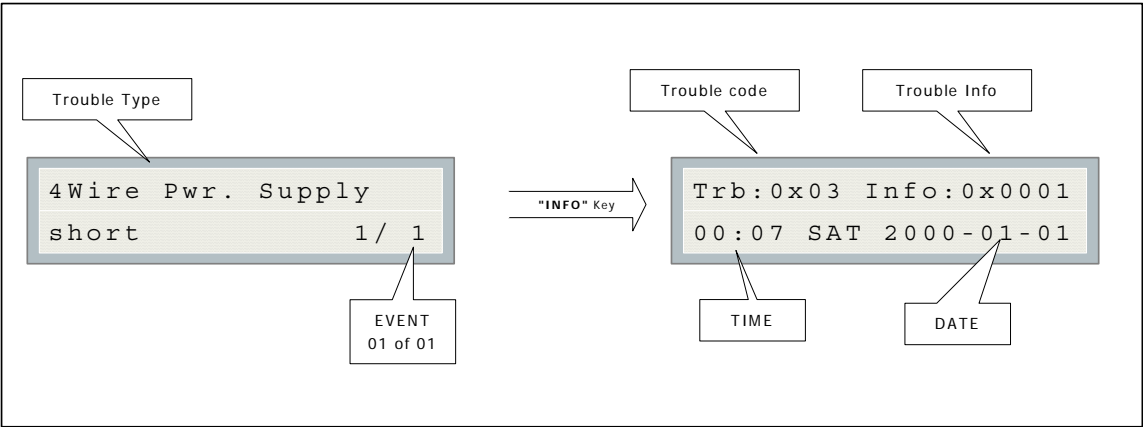 Trouble Type
Trouble code
Trouble Info
4Wire Pwr. Supply
short 1/ 1
"INFO" Key
Trb:0x03 Info:0x0001
00:07 SAT 2000-01-01
EVENT
01 of 01
TIME
DATE